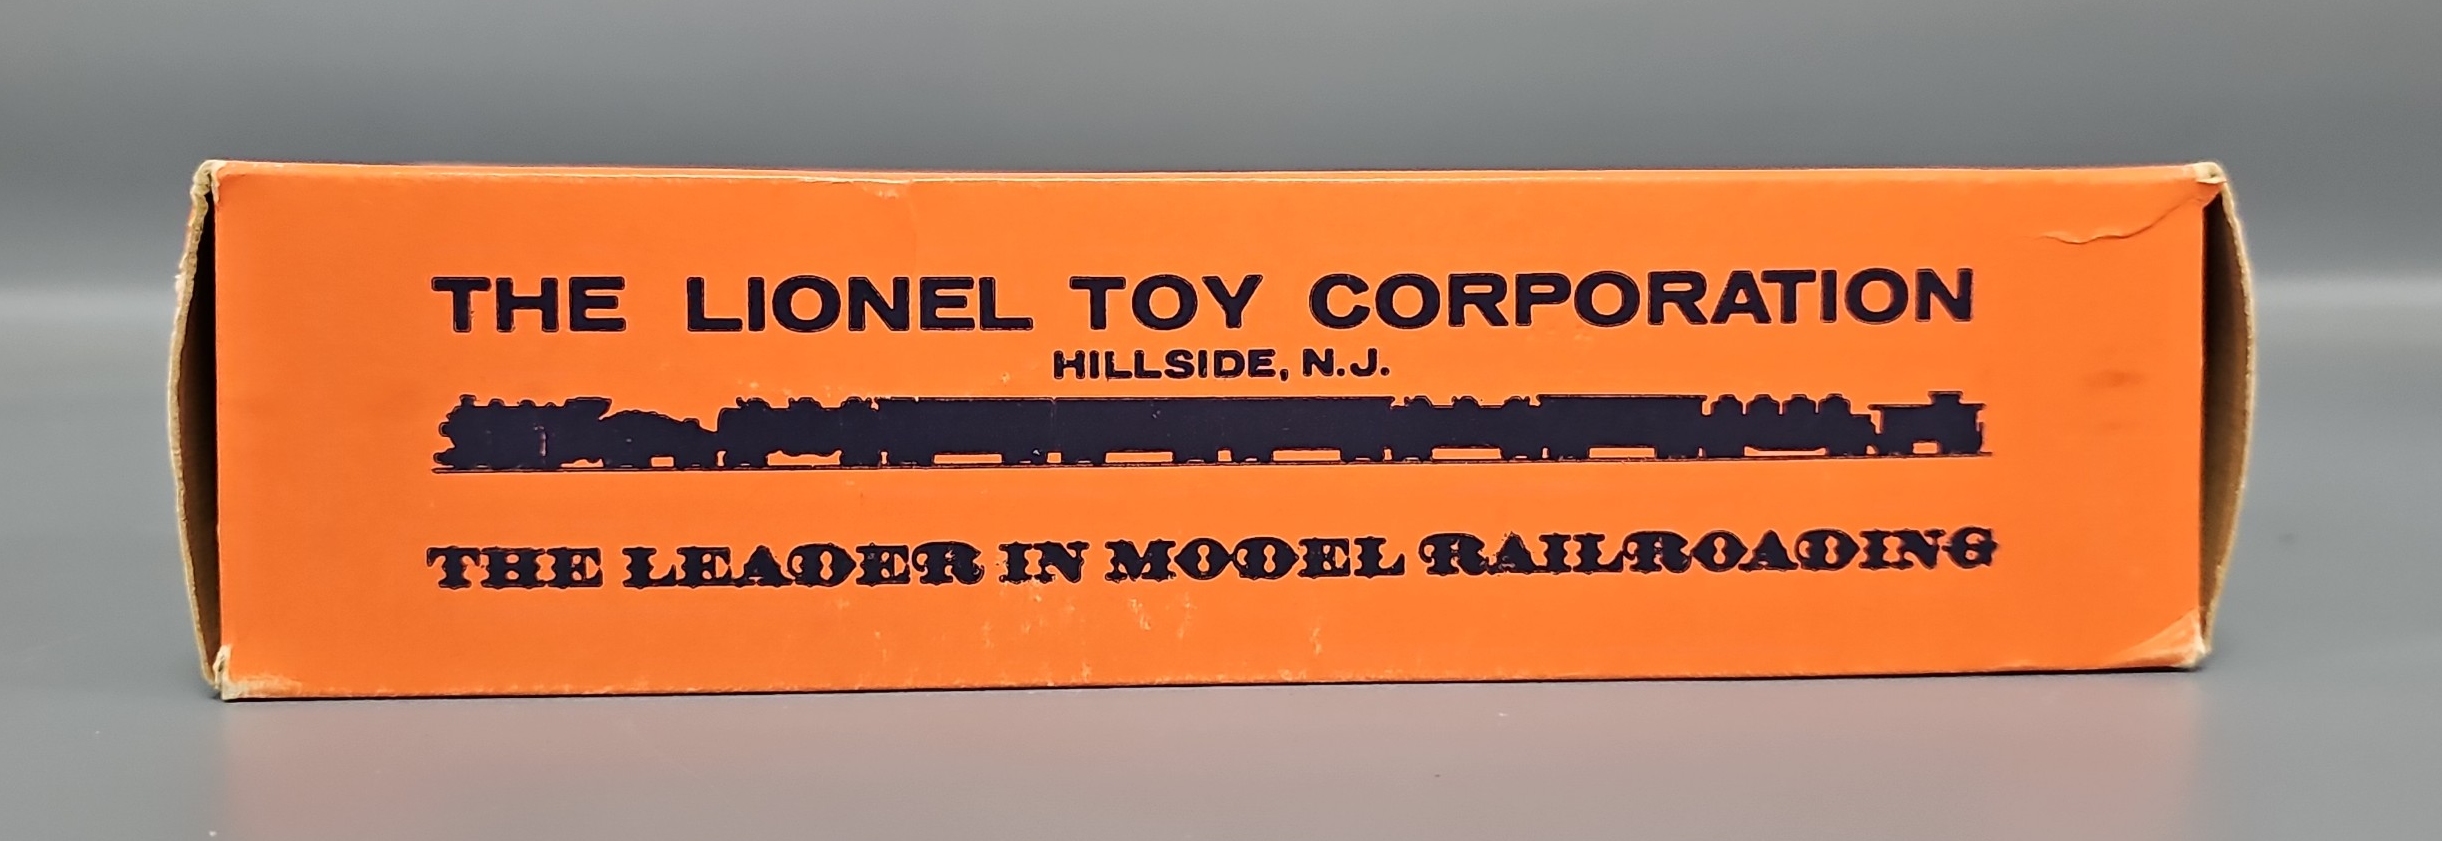 THE LIONEL TOY CORPORATION
HILLSIDE, N.J.
THE LEADER IN MODEL RAILROADING